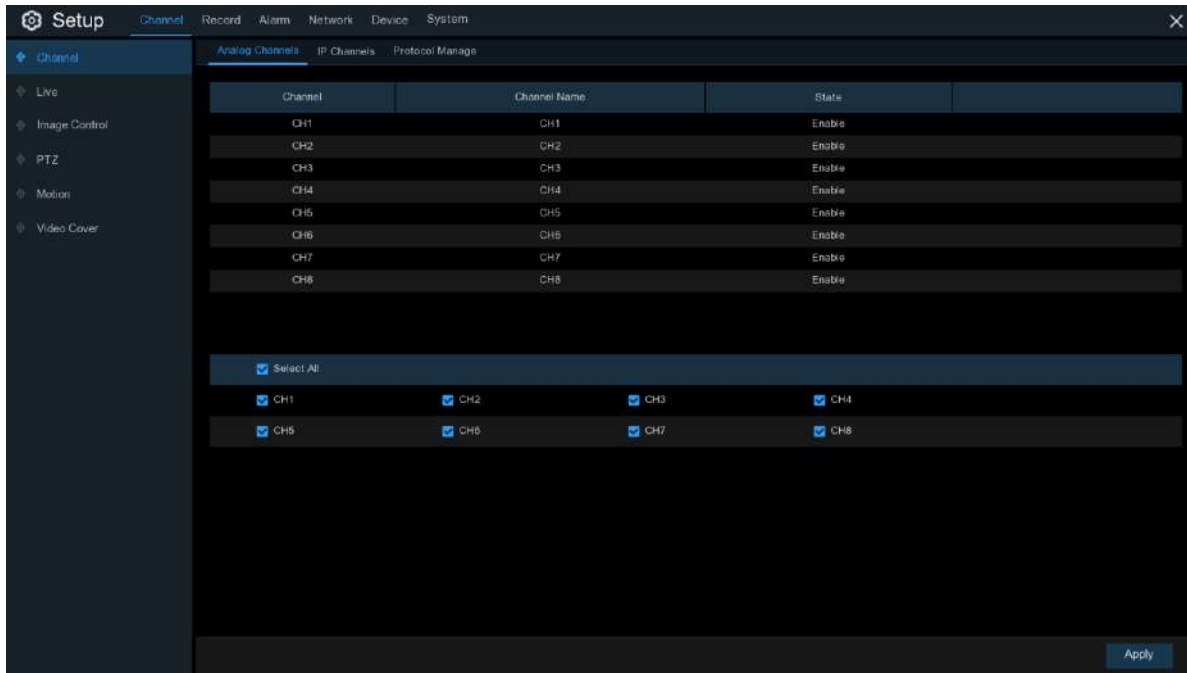 Setup Channel Record Alarm Network Device System
Channel Analog Channels IP Channels Protocol Manage
Live
Image Control
PTZ
Motion
Video Cover
Channel Channel Name State
CH1 CH1 Enable
CH2 CH2 Enable
CH3 CH3 Enable
CH4 CH4 Enable
CH5 CH5 Enable
CH6 CH6 Enable
CH7 CH7 Enable
CH8 CH8 Enable
Select All
CH1 CH2 CH3 CH4
CH5 CH6 CH7 CH8
Apply